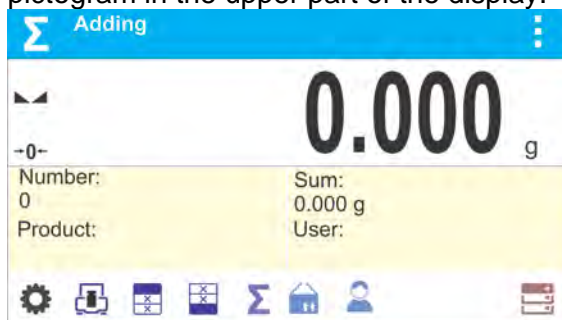 pictogram in the upper part of the display:
Σ Adding
0.000 g
→0←
Number:
0
Sum:
0.000 g
Product:
User:
Σ